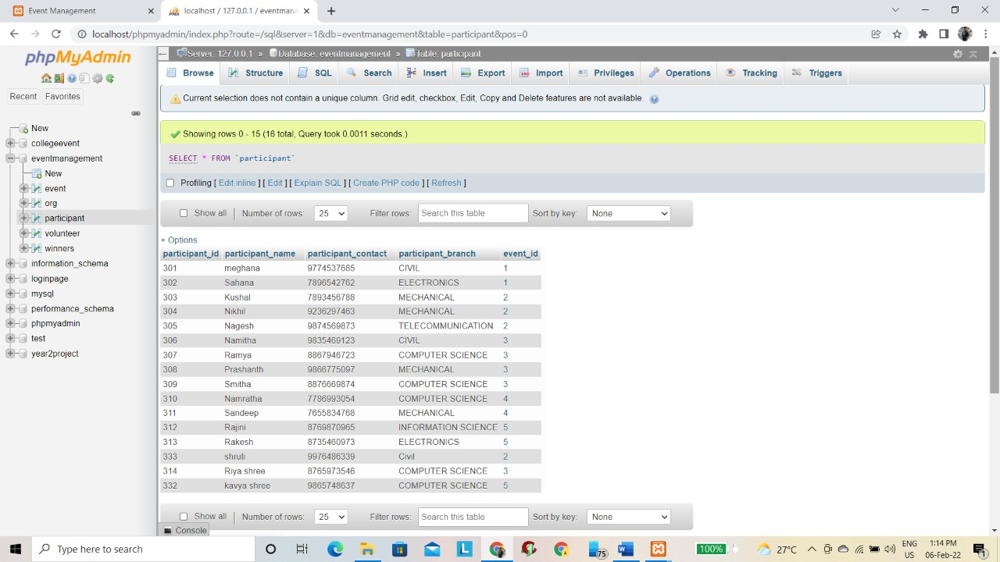 Event Management
localhost / 127.0.0.1 / eventmana
localhost/phpmyadmin/index.php?route=/sql&server=1&db=eventmanagement&table=participant&pos=0
phpMyAdmin
Recent Favorites
New
collegeevent
eventmanagement
New
event
org
participant
volunteer
winners
information_schema
loginpage
mysql
performance_schema
phpmyadmin
test
year2project
Server: 127.0.0.1 » Database: eventmanagement » Table: participant
Browse Structure SQL Search Insert Export Import Privileges Operations Tracking Triggers
Current selection does not contain a unique column. Grid edit, checkbox, Edit, Copy and Delete features are not available.
Showing rows 0 - 15 (16 total, Query took 0.0011 seconds.)
SELECT * FROM `participant`
Profiling [ Edit inline ] [ Edit ] [ Explain SQL ] [ Create PHP code ] [ Refresh ]
Show all | Number of rows: 25 Filter rows: Search this table Sort by key: None
+ Options
participant_id participant_name participant_contact participant_branch event_id
301 meghana 9774537685 CIVIL 1
302 Sahana 7896542762 ELECTRONICS 1
303 Kushal 7893456788 MECHANICAL 2
304 Nikhil 9236297463 MECHANICAL 2
305 Nagesh 9874569873 TELECOMMUNICATION 2
306 Namitha 9835469123 CIVIL 3
307 Ramya 8867946723 COMPUTER SCIENCE 3
308 Prashanth 9866775097 MECHANICAL 3
309 Smitha 8876669874 COMPUTER SCIENCE 3
310 Namratha 7786993054 COMPUTER SCIENCE 4
311 Sandeep 7655834768 MECHANICAL 4
312 Rajini 8769870965 INFORMATION SCIENCE 5
313 Rakesh 8735460973 ELECTRONICS 5
333 shruti 9976486339 Civil 2
314 Riya shree 8765973546 COMPUTER SCIENCE 3
332 kavya shree 9865748637 COMPUTER SCIENCE 5
Show all | Number of rows: 25 Filter rows: Search this table Sort by key: None
Console
Type here to search
75
100%
27°C
ENG
US
1:14 PM
06-Feb-22
1